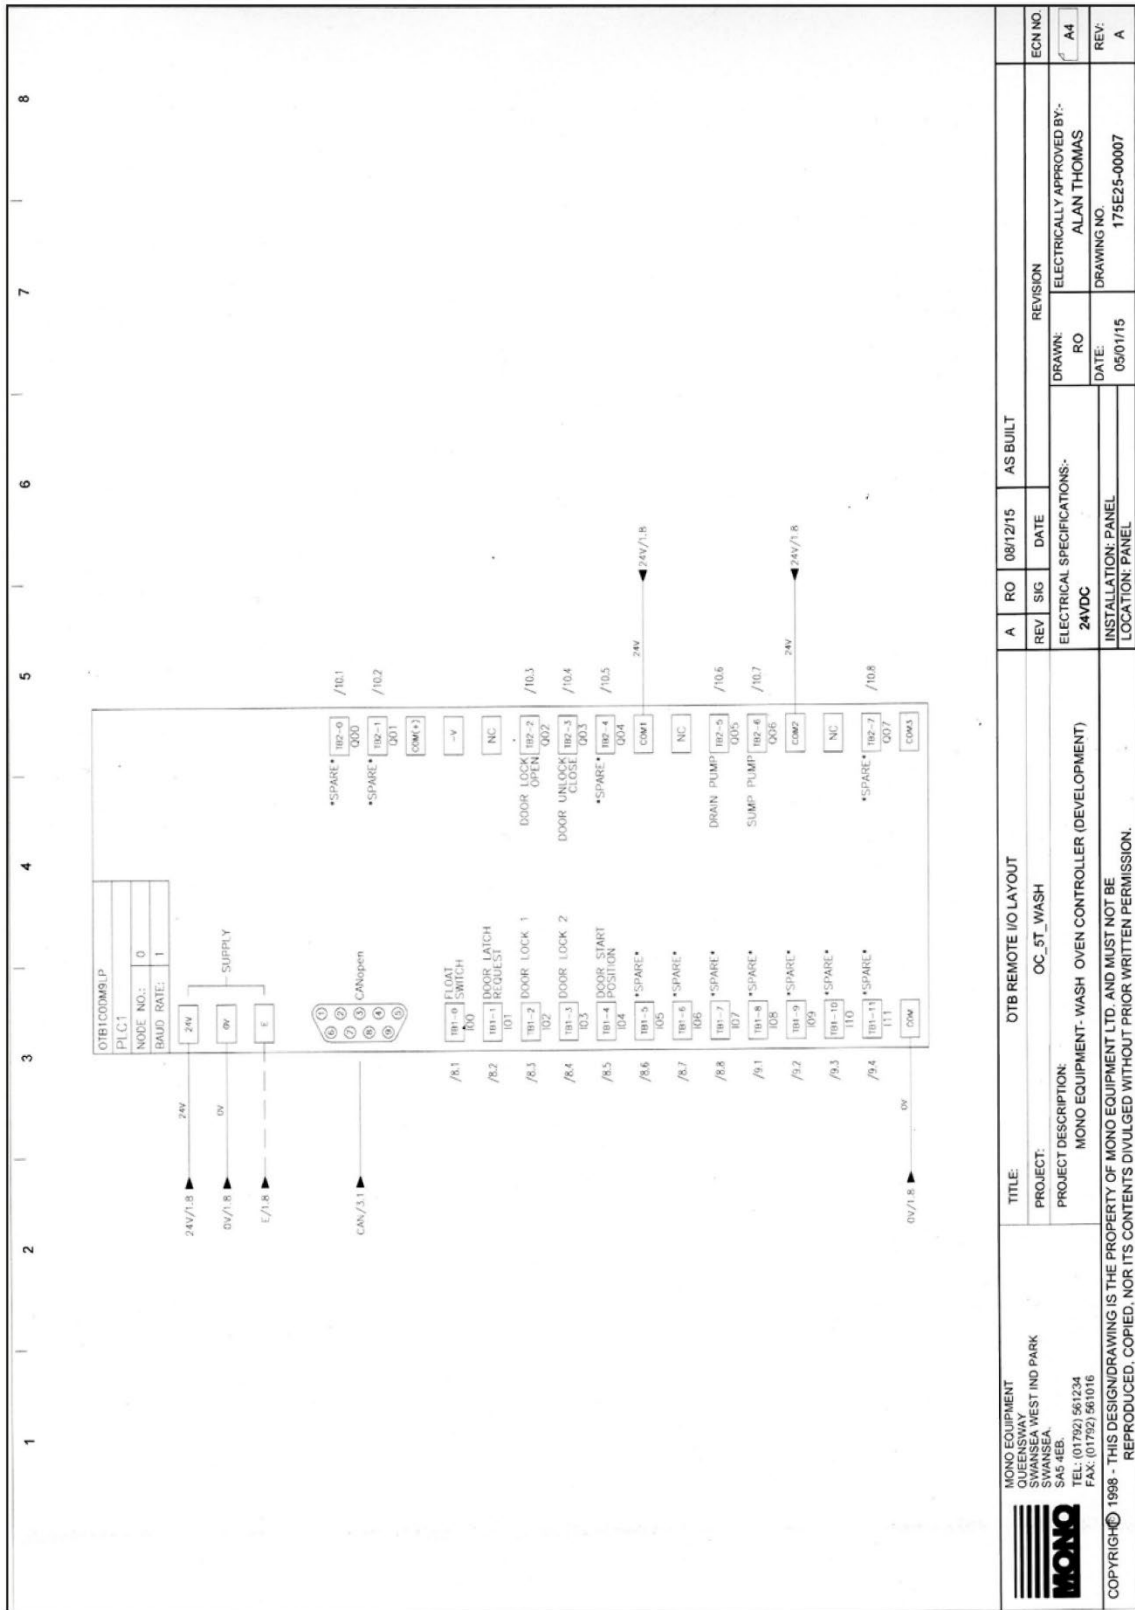 1 2 3 4 5 6 7 8
OTB1C0DM9LP
PLC1
NODE NO.: 0
BAUD RATE: 1
24V/1.8 24V 24V
0V/1.8 0V 0V SUPPLY
E/1.8 E
CAN/3.1
1 2 3 4 5
6 7 8 9
CANopen
/8.1 TB1-0 I00 FLOAT SWITCH
/8.2 TB1-1 I01 DOOR LATCH REQUEST
/8.3 TB1-2 I02 DOOR LOCK 1
/8.4 TB1-3 I03 DOOR LOCK 2
/8.5 TB1-4 I04 DOOR START POSITION
/8.6 TB1-5 I05 *SPARE*
/8.7 TB1-6 I06 *SPARE*
/8.8 TB1-7 I07 *SPARE*
/9.1 TB1-8 I08 *SPARE*
/9.2 TB1-9 I09 *SPARE*
/9.3 TB1-10 I10 *SPARE*
/9.4 TB1-11 I11 *SPARE*
0V/1.8 0V COM
*SPARE* TB2-0 Q00 /10.1
*SPARE* TB2-1 Q01 /10.2
COM(+)
-V
NC
DOOR LOCK OPEN TB2-2 Q02 /10.3
DOOR UNLOCK CLOSE TB2-3 Q03 /10.4
*SPARE* TB2-4 Q04 /10.5
COM1 24V 24V/1.8
NC
DRAIN PUMP TB2-5 Q05 /10.6
SUMP PUMP TB2-6 Q06 /10.7
COM2 24V 24V/1.8
NC
*SPARE* TB2-7 Q07 /10.8
COM3
MONO
MONO EQUIPMENT
QUEENSWAY
SWANSEA WEST IND PARK
SWANSEA.
SA5 4EB.
TEL: (01792) 561234
FAX: (01792) 561016
TITLE: OTB REMOTE I/O LAYOUT
PROJECT: OC_5T_WASH
PROJECT DESCRIPTION:
MONO EQUIPMENT- WASH OVEN CONTROLLER (DEVELOPMENT)
A RO 08/12/15 AS BUILT
REV SIG DATE REVISION ECN NO.
ELECTRICAL SPECIFICATIONS:-
24VDC
DRAWN:
RO
ELECTRICALLY APPROVED BY:-
ALAN THOMAS
A4
INSTALLATION: PANEL
LOCATION: PANEL
DATE:
05/01/15
DRAWING NO.
175E25-00007
REV:
A
COPYRIGHT© 1998 - THIS DESIGN/DRAWING IS THE PROPERTY OF MONO EQUIPMENT LTD. AND MUST NOT BE
REPRODUCED, COPIED, NOR ITS CONTENTS DIVULGED WITHOUT PRIOR WRITTEN PERMISSION.